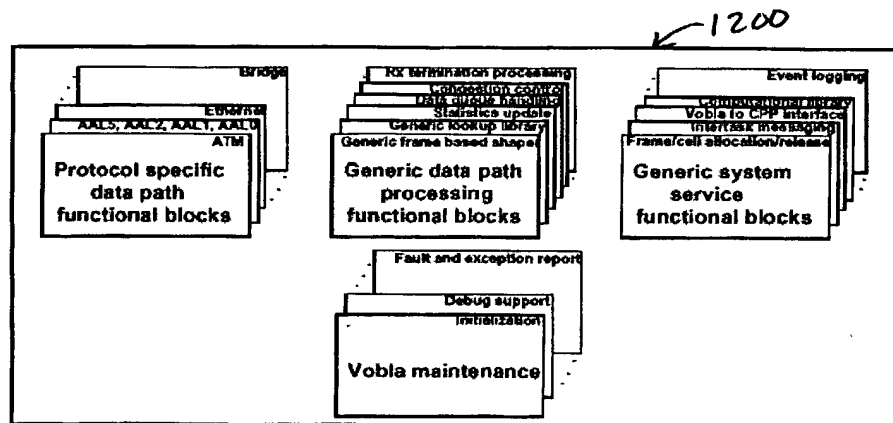 1200
Bridge
Ethernet
AAL5, AAL2, AAL1, AAL0
ATM
Protocol specific
data path
functional blocks
Rx termination processing
Congestion control
Data queue handling
Statistics update
Generic lookup library
Generic frame based shaper
Generic data path
processing
functional blocks
Event logging
Computational library
Vobla to CPP interface
Intertask messaging
Frame/cell allocation/release
Generic system
service
functional blocks
Fault and exception report
Debug support
Initialization
Vobla maintenance